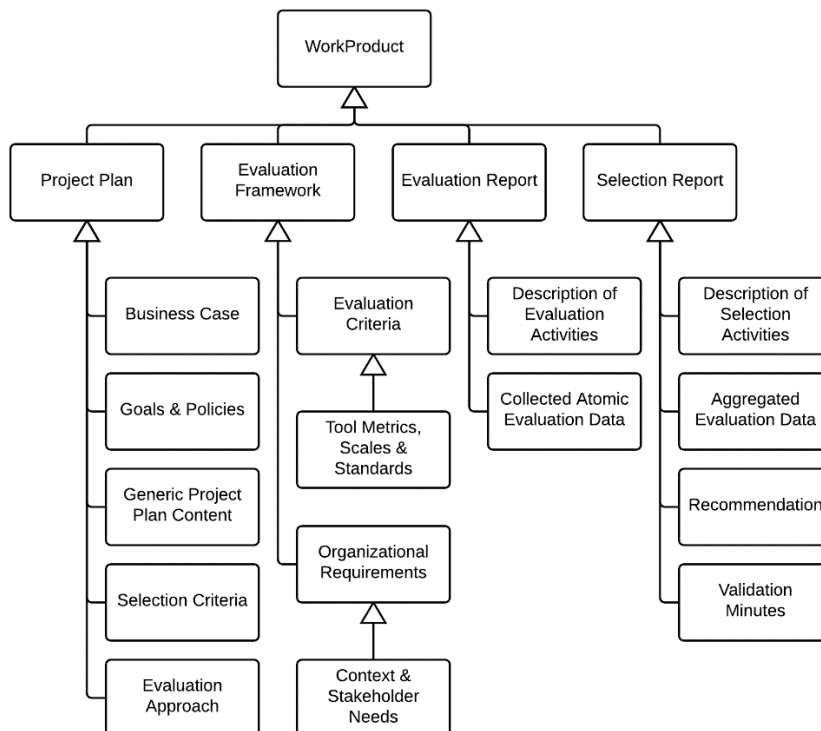 WorkProduct
Project Plan
Evaluation
Framework
Evaluation Report
Selection Report
Business Case
Goals & Policies
Generic Project
Plan Content
Selection Criteria
Evaluation
Approach
Evaluation
Criteria
Tool Metrics,
Scales &
Standards
Organizational
Requirements
Context &
Stakeholder
Needs
Description of
Evaluation
Activities
Collected Atomic
Evaluation Data
Description of
Selection
Activities
Aggregated
Evaluation Data
Recommendation
Validation
Minutes